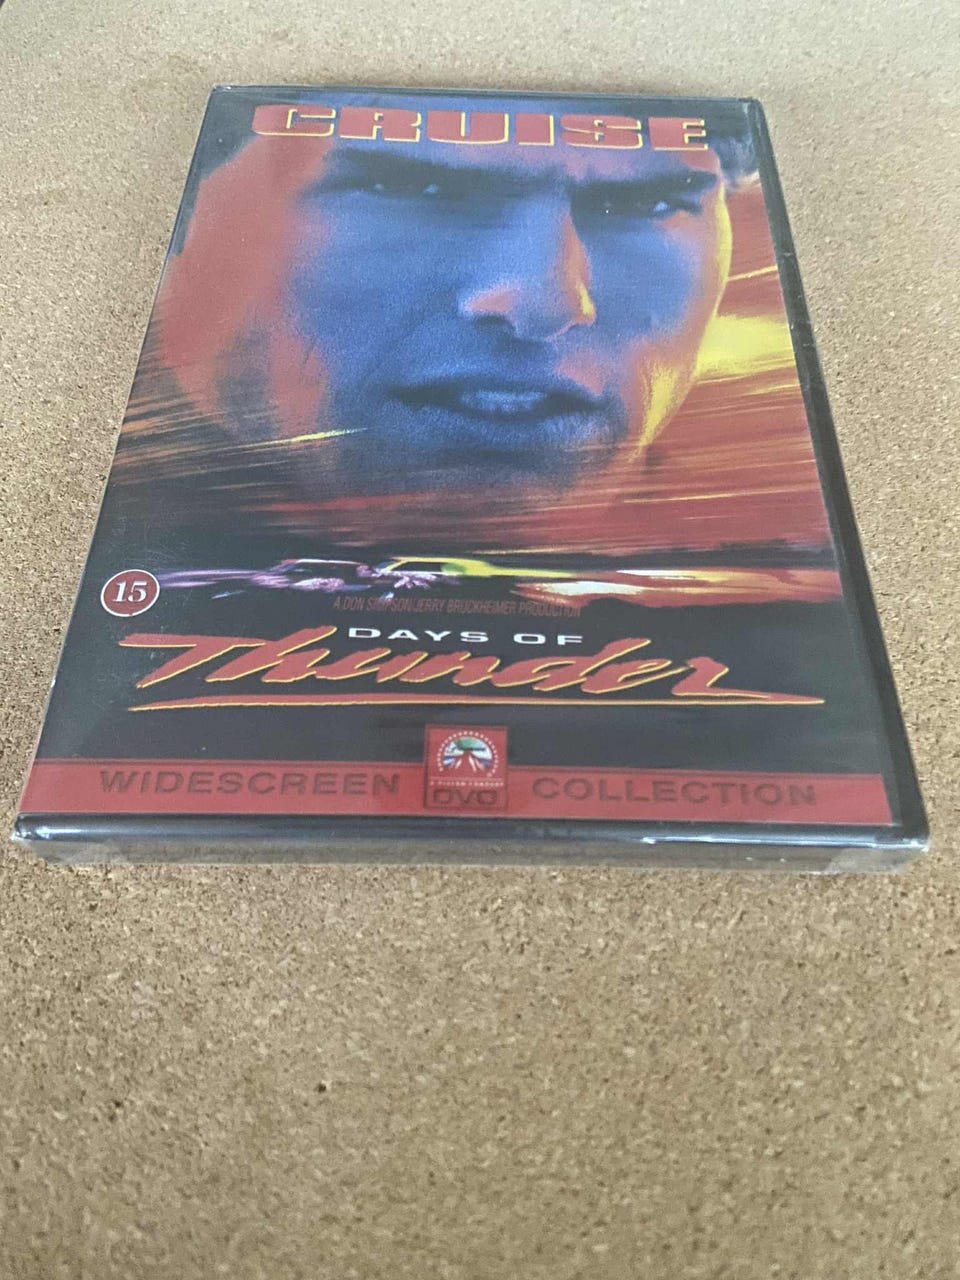 CRUISE
15
A DON SIMPSON/JERRY BRUCKHEIMER PRODUCTION
DAYS OF
Thunder
WIDESCREEN COLLECTION
DVD